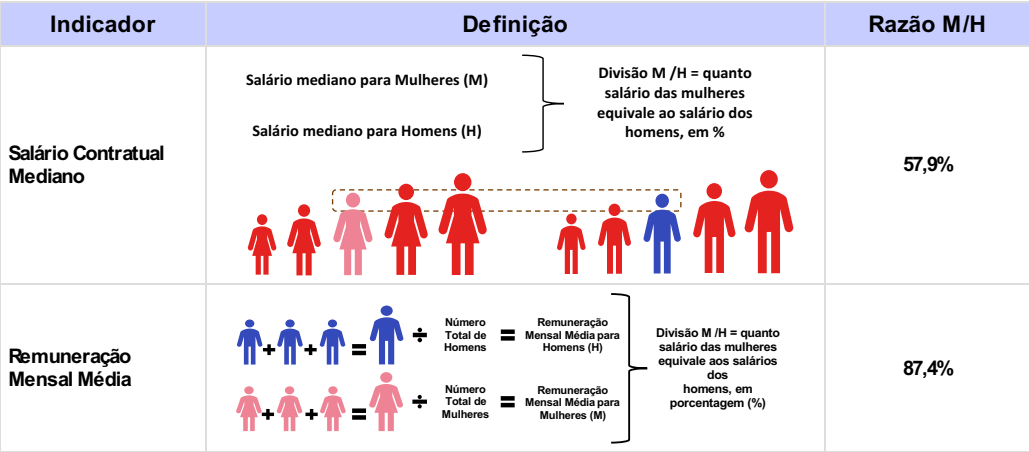 Indicador
Definição
Razão M/H
Salário Contratual
Mediano
Salário mediano para Mulheres (M)
Salário mediano para Homens (H)
Divisão M /H = quanto
salário das mulheres
equivale ao salário dos
homens, em %
57,9%
Remuneração
Mensal Média
+ + = ÷
Número
Total de
Homens
=
Remuneração
Mensal Média para
Homens (H)
+ + = ÷
Número
Total de
Mulheres
=
Remuneração
Mensal Média para
Mulheres (M)
Divisão M /H = quanto
salário das mulheres
equivale aos salários
dos
homens, em
porcentagem (%)
87,4%